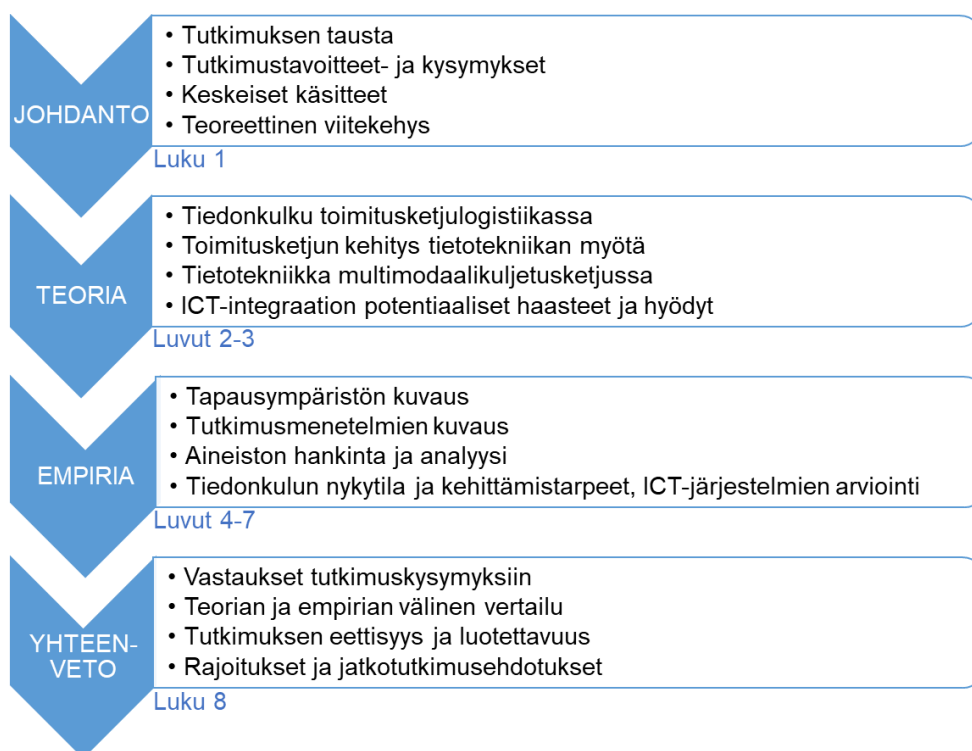 JOHDANTO
• Tutkimuksen tausta
• Tutkimustavoitteet- ja kysymykset
• Keskeiset käsitteet
• Teoreettinen viitekehys
Luku 1
TEORIA
• Tiedonkulku toimitusketjulogistiikassa
• Toimitusketjun kehitys tietotekniikan myötä
• Tietotekniikka multimodaalikuljetusketjussa
• ICT-integraation potentiaaliset haasteet ja hyödyt
Luvut 2-3
EMPIRIA
• Tapausympäristön kuvaus
• Tutkimusmenetelmien kuvaus
• Aineiston hankinta ja analyysi
• Tiedonkulun nykytila ja kehittämistarpeet, ICT-järjestelmien arviointi
Luvut 4-7
YHTEEN-
VETO
• Vastaukset tutkimuskysymyksiin
• Teorian ja empirian välinen vertailu
• Tutkimuksen eettisyys ja luotettavuus
• Rajoitukset ja jatkotutkimusehdotukset
Luku 8